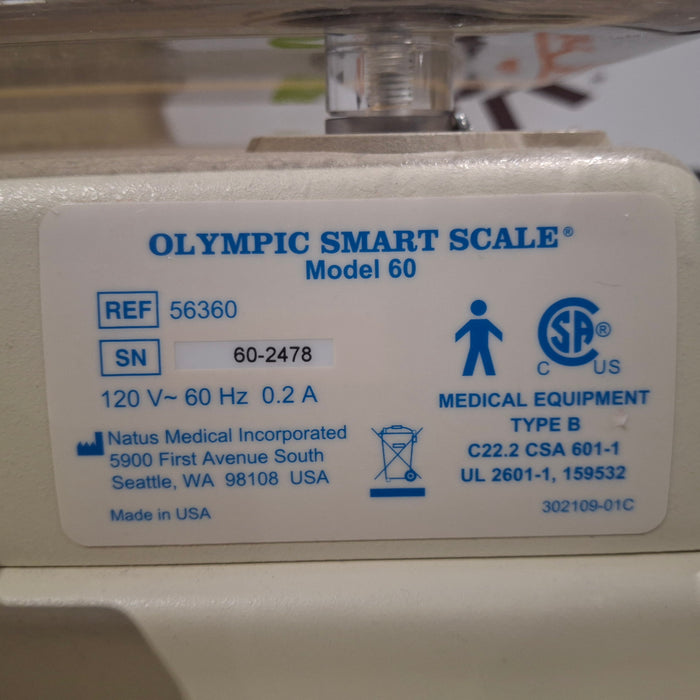 OLYMPIC SMART SCALE®
Model 60
REF 56360
SN 60-2478
120 V~ 60 Hz 0.2 A
Natus Medical Incorporated
5900 First Avenue South
Seattle, WA 98108 USA
Made in USA
CSA®
C US
MEDICAL EQUIPMENT
TYPE B
C22.2 CSA 601-1
UL 2601-1, 159532
302109-01C